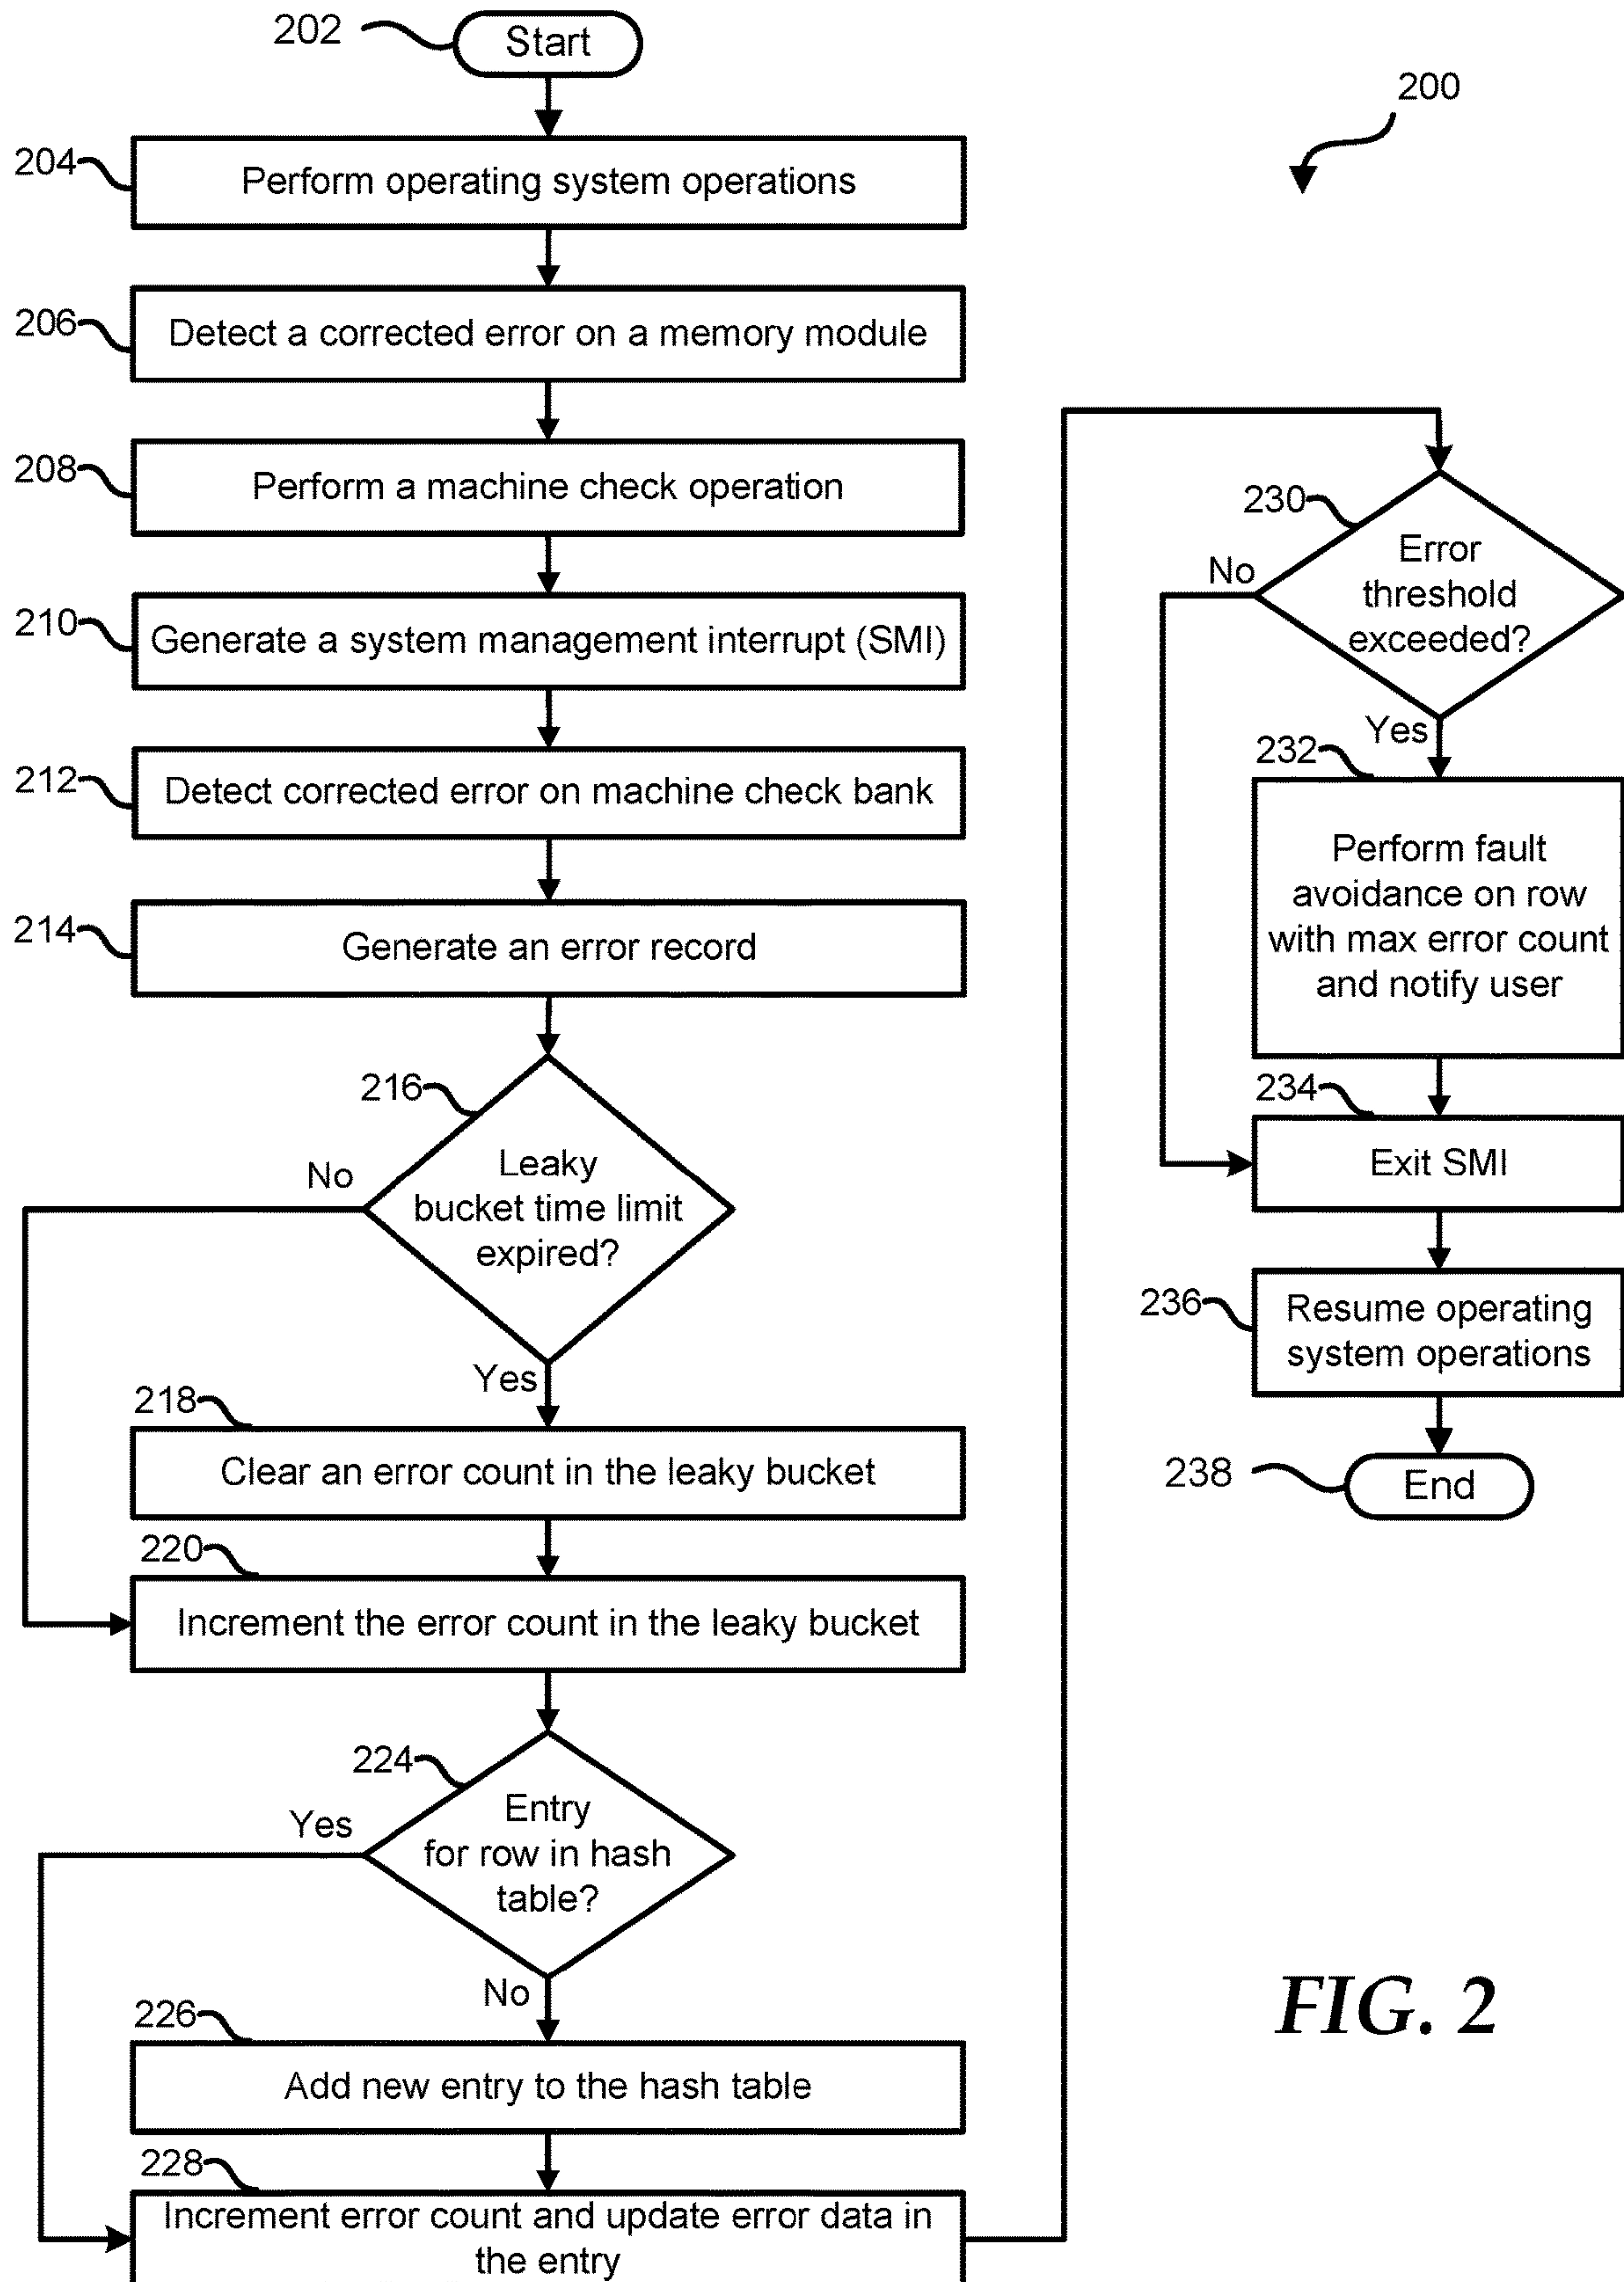 202
Start
200
204
Perform operating system operations
206
Detect a corrected error on a memory module
208
Perform a machine check operation
210
Generate a system management interrupt (SMI)
212
Detect corrected error on machine check bank
214
Generate an error record
216
No
Leaky
bucket time limit
expired?
Yes
218
Clear an error count in the leaky bucket
220
Increment the error count in the leaky bucket
224
Yes
Entry
for row in hash
table?
No
226
Add new entry to the hash table
228
Increment error count and update error data in
the entry
230
No
Error
threshold
exceeded?
Yes
232
Perform fault
avoidance on row
with max error count
and notify user
234
Exit SMI
236
Resume operating
system operations
238
End
FIG. 2